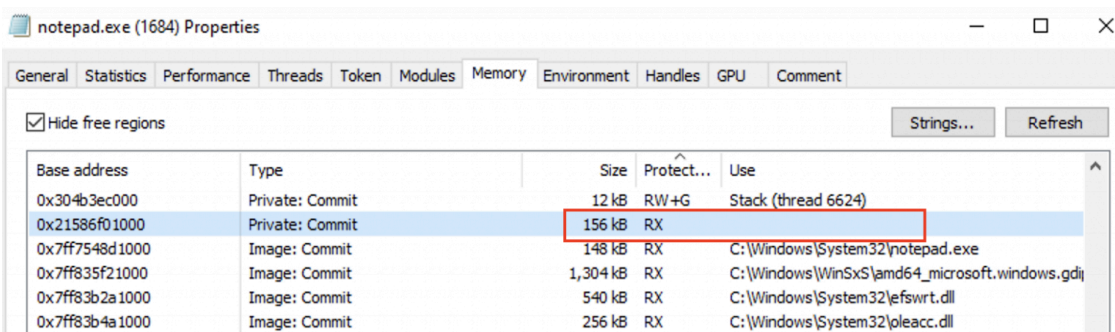 notepad.exe (1684) Properties
General Statistics Performance Threads Token Modules Memory Environment Handles GPU Comment
Hide free regions Strings... Refresh
Base address Type Size Protect... Use
0x304b3ec000 Private: Commit 12 kB RW+G Stack (thread 6624)
0x21586f01000 Private: Commit 156 kB RX
0x7ff7548d1000 Image: Commit 148 kB RX C:\Windows\System32\notepad.exe
0x7ff835f21000 Image: Commit 1,304 kB RX C:\Windows\WinSxS\amd64_microsoft.windows.gdip
0x7ff83b2a1000 Image: Commit 540 kB RX C:\Windows\System32\efswrt.dll
0x7ff83b4a1000 Image: Commit 256 kB RX C:\Windows\System32\oleacc.dll